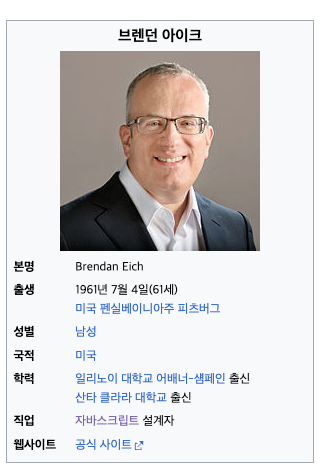 브렌던 아이크
본명 Brendan Eich
출생 1961년 7월 4일(61세)
미국 펜실베이니아주 피츠버그
성별 남성
국적 미국
학력 일리노이 대학교 어배너-섐페인 출신
산타 클라라 대학교 출신
직업 자바스크립트 설계자
웹사이트 공식 사이트